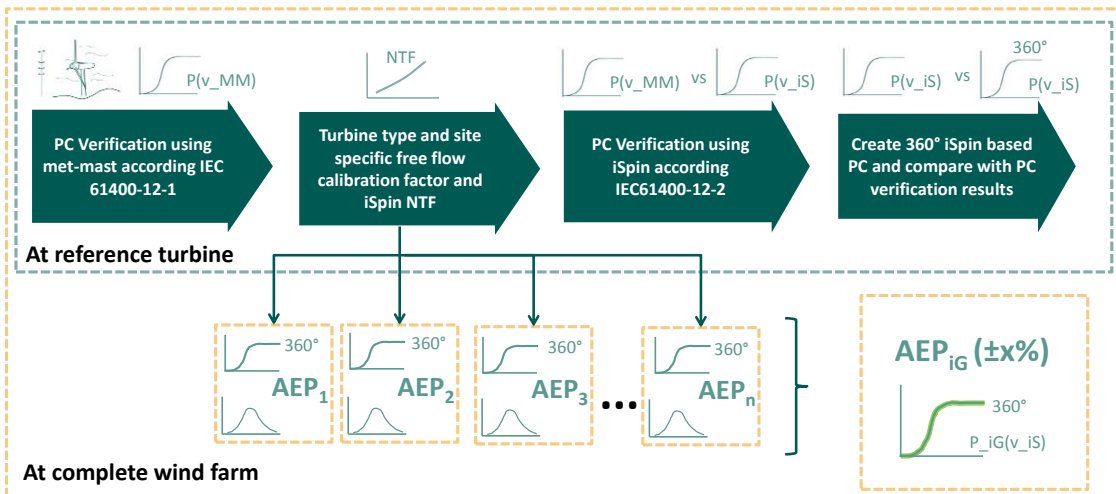 P(v_MM)
NTF
P(v_MM) vs P(v_iS)
P(v_iS) vs 360° P(v_iS)
PC Verification using
met-mast according IEC
61400-12-1
Turbine type and site
specific free flow
calibration factor and
iSpin NTF
PC Verification using
iSpin according
IEC61400-12-2
Create 360° iSpin based
PC and compare with PC
verification results
At reference turbine
360°
AEP1
360°
AEP2
360°
AEP3
...
360°
AEPn
AEPiG (±x%)
360°
P_iG(v_iS)
At complete wind farm